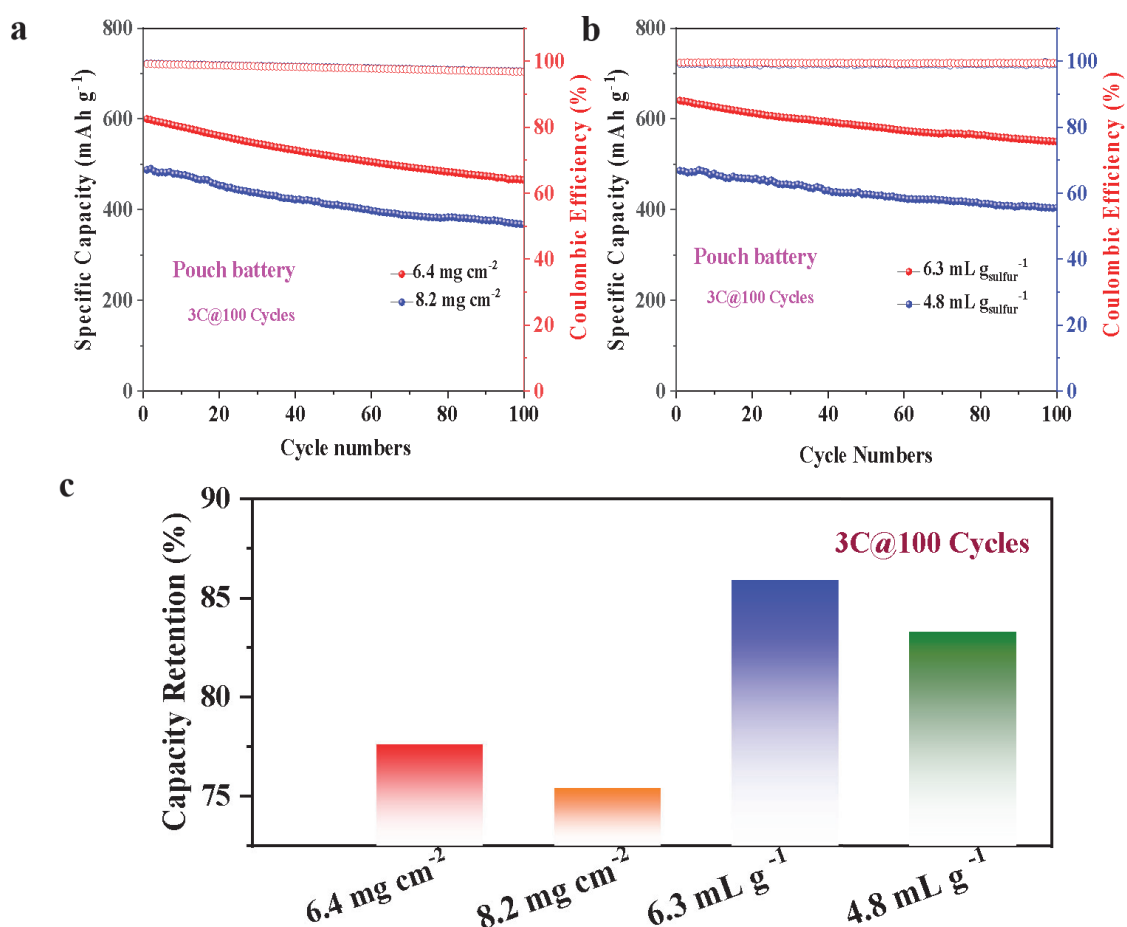 a
Specific Capacity (mAh g⁻¹)
800
600
400
200
0
Pouch battery
3C@100 Cycles
6.4 mg cm⁻²
8.2 mg cm⁻²
100
80
60
40
20
0
Coulombic Efficiency (%)
0 20 40 60 80 100
Cycle numbers
b
Specific Capacity (mAh g⁻¹)
800
600
400
200
0
Pouch battery
3C@100 Cycles
6.3 mL gsulfur⁻¹
4.8 mL gsulfur⁻¹
100
80
60
40
20
0
Coulombic Efficiency (%)
0 20 40 60 80 100
Cycle Numbers
c
Capacity Retention (%)
90
85
80
75
3C@100 Cycles
6.4 mg cm⁻²
8.2 mg cm⁻²
6.3 mL g⁻¹
4.8 mL g⁻¹